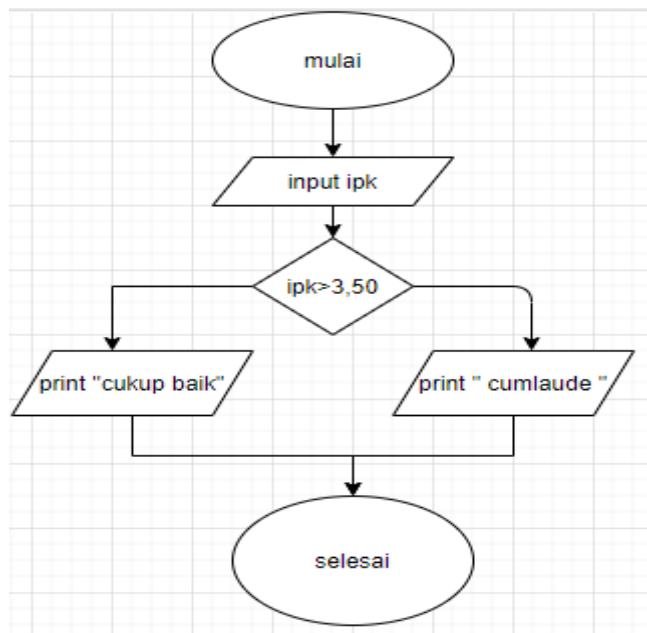 mulai
input ipk
ipk>3,50
print "cukup baik"
print " cumlaude "
selesai